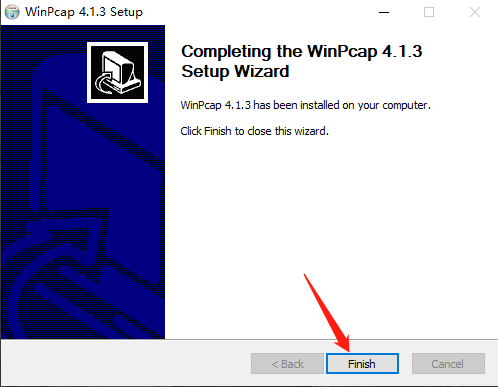 WinPcap 4.1.3 Setup
Completing the WinPcap 4.1.3
Setup Wizard
WinPcap 4.1.3 has been installed on your computer.
Click Finish to close this wizard.
< Back
Finish
Cancel